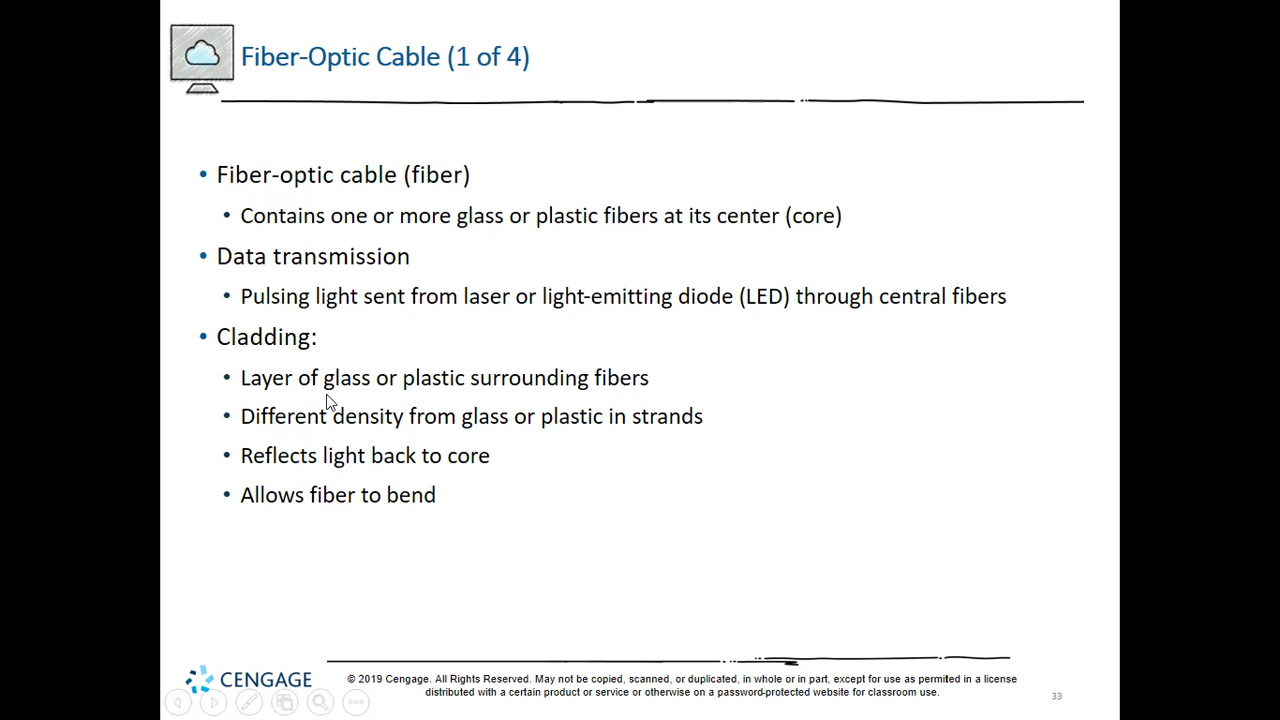 Fiber-Optic Cable (1 of 4)
• Fiber-optic cable (fiber)
• Contains one or more glass or plastic fibers at its center (core)
• Data transmission
• Pulsing light sent from laser or light-emitting diode (LED) through central fibers
• Cladding:
• Layer of glass or plastic surrounding fibers
• Different density from glass or plastic in strands
• Reflects light back to core
• Allows fiber to bend
CENGAGE
© 2019 Cengage. All Rights Reserved. May not be copied, scanned, or duplicated, in whole or in part, except for use as permitted in a license
distributed with a certain product or service or otherwise on a password-protected website for classroom use.
33